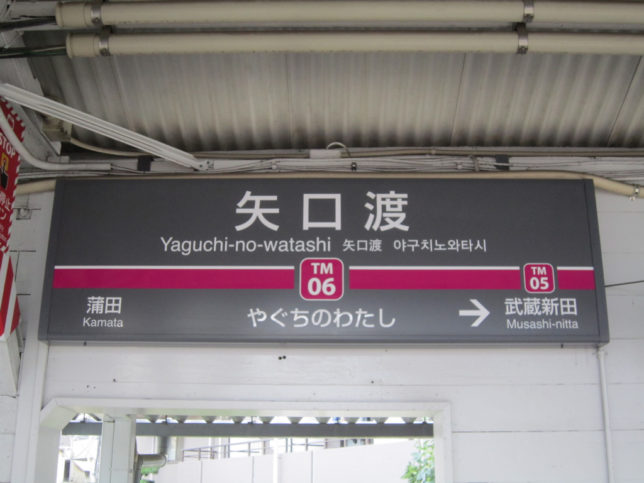 矢口渡
Yaguchi-no-watashi 矢口渡 야구치노와타시
TM
06
TM
05
蒲田
Kamata
やぐちのわたし
武蔵新田
Musashi-nitta
STOP